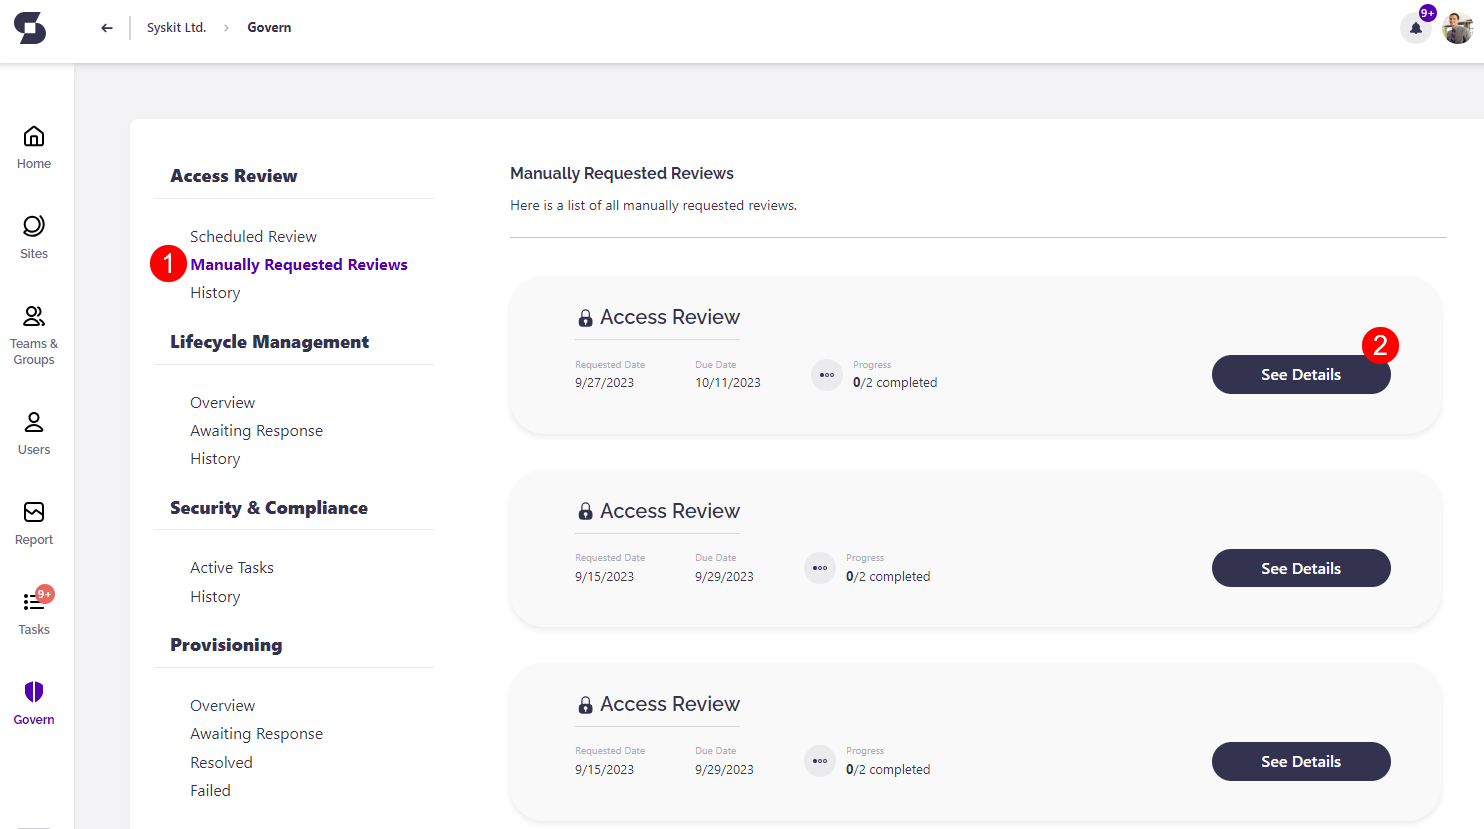 Syskit Ltd. > Govern
9+
Home
Sites
Teams &
Groups
Users
Report
9+
Tasks
Govern
Access Review
Scheduled Review
1
Manually Requested Reviews
History
Lifecycle Management
Overview
Awaiting Response
History
Security & Compliance
Active Tasks
History
Provisioning
Overview
Awaiting Response
Resolved
Failed
Manually Requested Reviews
Here is a list of all manually requested reviews.
Access Review
Requested Date Due Date Progress
9/27/2023 10/11/2023 0/2 completed
2
See Details
Access Review
Requested Date Due Date Progress
9/15/2023 9/29/2023 0/2 completed
See Details
Access Review
Requested Date Due Date Progress
9/15/2023 9/29/2023 0/2 completed
See Details